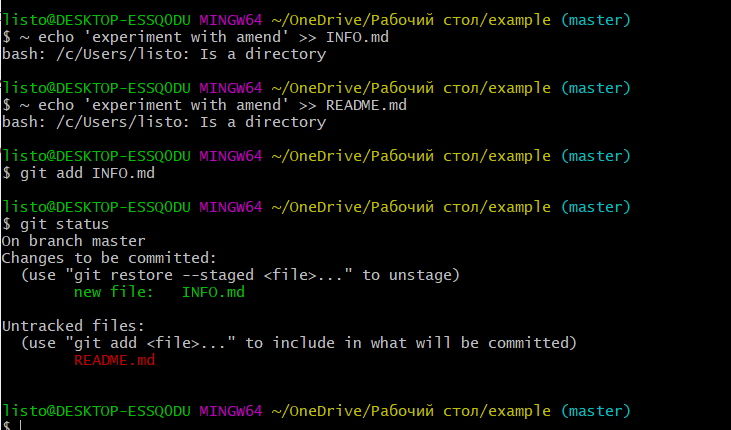 listo@DESKTOP-ESSQ0DU MINGW64 ~/OneDrive/Рабочий стол/example (master)
$ ~ echo 'experiment with amend' >> INFO.md
bash: /c/Users/listo: Is a directory
listo@DESKTOP-ESSQ0DU MINGW64 ~/OneDrive/Рабочий стол/example (master)
$ ~ echo 'experiment with amend' >> README.md
bash: /c/Users/listo: Is a directory
listo@DESKTOP-ESSQ0DU MINGW64 ~/OneDrive/Рабочий стол/example (master)
$ git add INFO.md
listo@DESKTOP-ESSQ0DU MINGW64 ~/OneDrive/Рабочий стол/example (master)
$ git status
On branch master
Changes to be committed:
  (use "git restore --staged <file>..." to unstage)
        new file:   INFO.md
Untracked files:
  (use "git add <file>..." to include in what will be committed)
        README.md
listo@DESKTOP-ESSQ0DU MINGW64 ~/OneDrive/Рабочий стол/example (master)
$